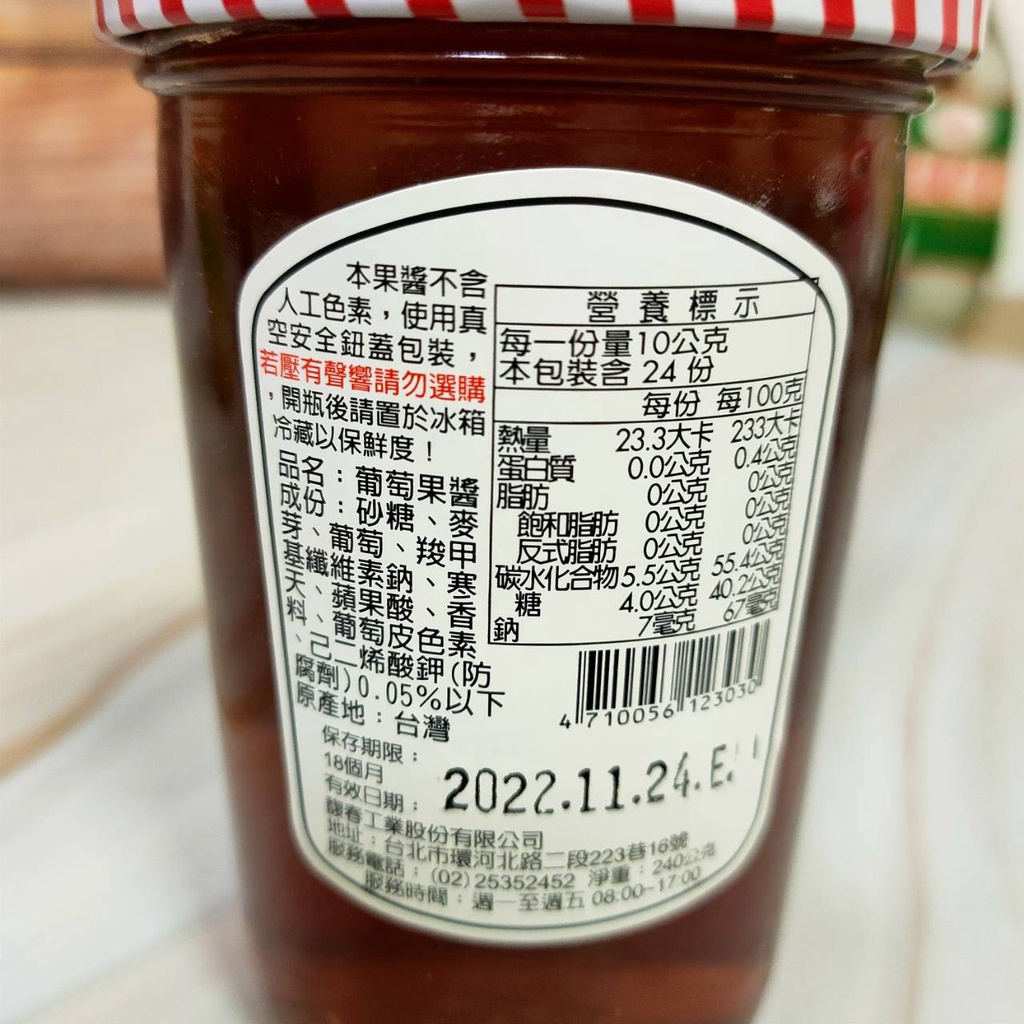 本果醬不含
人工色素，使用真
空安全鈕蓋包裝，
若壓有聲響請勿選購
，開瓶後請置於冰箱
冷藏以保鮮度！
品名：葡萄果醬
成份：砂糖、麥
芽、葡萄、羧甲
基纖維素鈉、寒
天、蘋果酸、香
料、葡萄皮色素
、己二烯酸鉀(防
腐劑)0.05%以下
原產地：台灣
營養標示
每一份量10公克
本包裝含 24 份
每份 每100克
熱量 23.3大卡 233大卡
蛋白質 0.0公克 0.4公克
脂肪 0公克 0公克
飽和脂肪 0公克 0公克
反式脂肪 0公克 0公克
碳水化合物 5.5公克 55.4公克
糖 4.0公克 40.2公克
鈉 7毫克 67毫克
4 710056 123030
保存期限：
18個月
有效日期：2022.11.24.E.
馥春工業股份有限公司
地址：台北市環河北路二段223巷16號
服務電話：(02)25352452 淨重：240公克
服務時間：週一至週五 08:00~17:00